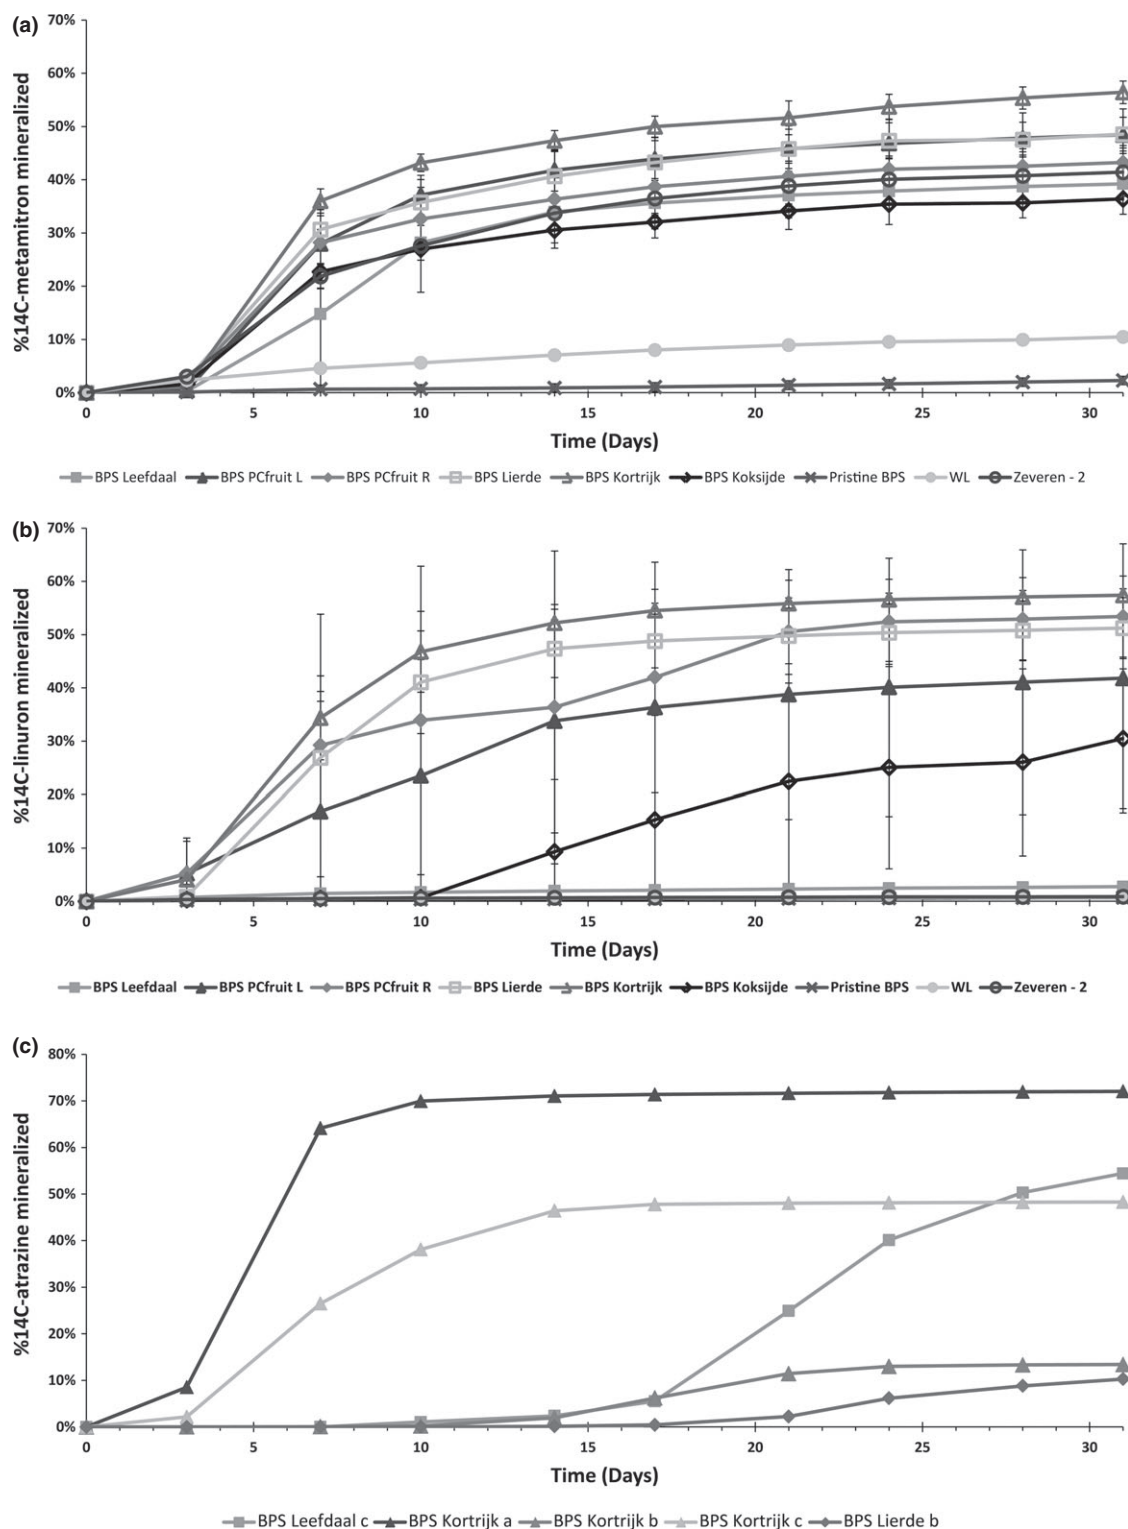 (a)
70%
60%
50%
40%
30%
20%
10%
0%
%14C-metamitron mineralized
0 5 10 15 20 25 30
Time (Days)
BPS Leefdaal BPS PCfruit L BPS PCfruit R BPS Lierde BPS Kortrijk BPS Koksijde Pristine BPS WL Zeveren - 2
(b)
70%
60%
50%
40%
30%
20%
10%
0%
%14C-linuron mineralized
0 5 10 15 20 25 30
Time (Days)
BPS Leefdaal BPS PCfruit L BPS PCfruit R BPS Lierde BPS Kortrijk BPS Koksijde Pristine BPS WL Zeveren - 2
(c)
80%
70%
60%
50%
40%
30%
20%
10%
0%
%14C-atrazine mineralized
0 5 10 15 20 25 30
Time (Days)
BPS Leefdaal c BPS Kortrijk a BPS Kortrijk b BPS Kortrijk c BPS Lierde b